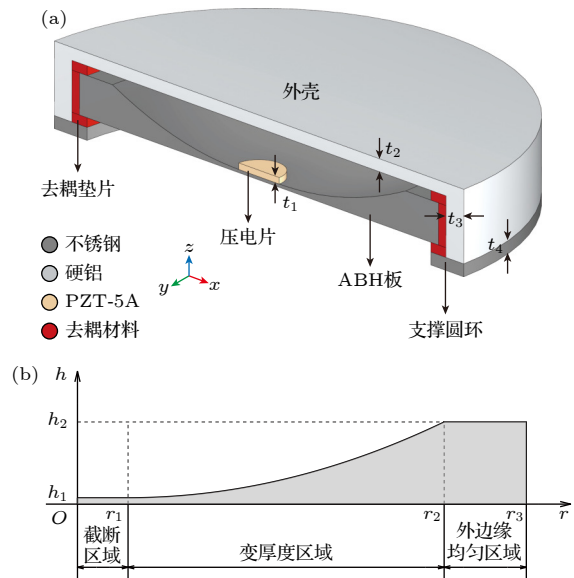 (a)
外壳
t₂
t₃
t₁
t₄
去耦垫片
压电片
ABH板
支撑圆环
不锈钢
硬铝
PZT-5A
去耦材料
z
y
x
(b)
h
h₂
h₁
O
r₁
r₂
r₃
r
截断
区域
变厚度区域
外边缘
均匀区域